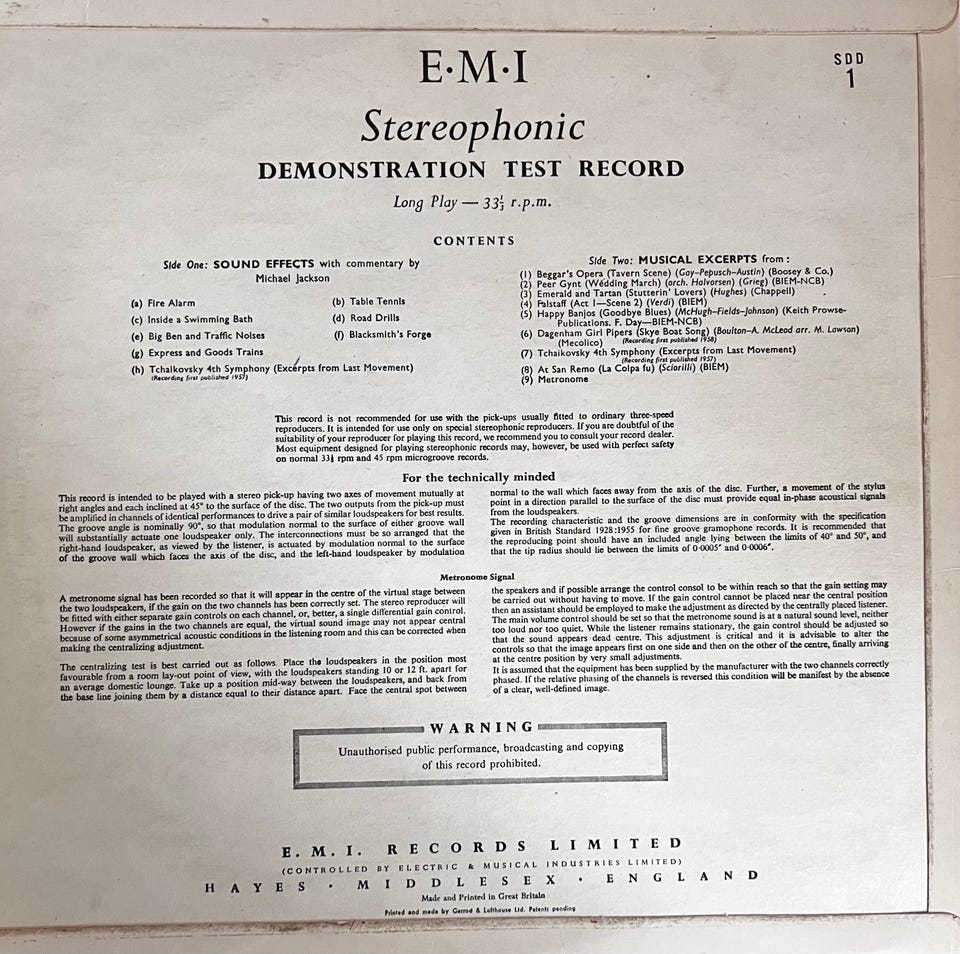 E·M·I
SDD
1
Stereophonic
DEMONSTRATION TEST RECORD
Long Play — 33⅓ r.p.m.
CONTENTS
Side One: SOUND EFFECTS with commentary by
Michael Jackson
(a) Fire Alarm
(b) Table Tennis
(c) Inside a Swimming Bath
(d) Road Drills
(e) Big Ben and Traffic Noises
(f) Blacksmith's Forge
(g) Express and Goods Trains
(h) Tchaikovsky 4th Symphony (Excerpts from Last Movement)
(Recording first published 1957)
Side Two: MUSICAL EXCERPTS from :
(1) Beggar's Opera (Tavern Scene) (Gay-Pepusch-Austin) (Boosey & Co.)
(2) Peer Gynt (Wedding March) (orch. Halvorsen) (Grieg) (BIEM-NCB)
(3) Emerald and Tartan (Stutterin' Lovers) (Hughes) (Chappell)
(4) Falstaff (Act I—Scene 2) (Verdi) (BIEM)
(5) Happy Banjos (Goodbye Blues) (McHugh-Fields-Johnson) (Keith Prowse-
Publications. F. Day—BIEM-NCB)
(6) Dagenham Girl Pipers (Skye Boat Song) (Boulton-A. McLeod arr. M. Lawson)
(Mecolico) (Recording first published 1958)
(7) Tchaikovsky 4th Symphony (Excerpts from Last Movement)
(Recording first published 1957)
(8) At San Remo (La Colpa fu) (Sciorilli) (BIEM)
(9) Metronome
This record is not recommended for use with the pick-ups usually fitted to ordinary three-speed
reproducers. It is intended for use only on special stereophonic reproducers. If you are doubtful of the
suitability of your reproducer for playing this record, we recommend you to consult your record dealer.
Most equipment designed for playing stereophonic records may, however, be used with perfect safety
on normal 33⅓ rpm and 45 rpm microgroove records.
For the technically minded
This record is intended to be played with a stereo pick-up having two axes of movement mutually at
right angles and each inclined at 45° to the surface of the disc. The two outputs from the pick-up must
be amplified in channels of identical performances to drive a pair of similar loudspeakers for best results.
The groove angle is nominally 90°, so that modulation normal to the surface of either groove wall
will substantially actuate one loudspeaker only. The interconnections must be so arranged that the
right-hand loudspeaker, as viewed by the listener, is actuated by modulation normal to the surface
of the groove wall which faces the axis of the disc, and the left-hand loudspeaker by modulation
normal to the wall which faces away from the axis of the disc. Further, a movement of the stylus
point in a direction parallel to the surface of the disc must provide equal in-phase acoustical signals
from the loudspeakers.
The recording characteristic and the groove dimensions are in conformity with the specification
given in British Standard 1928:1955 for fine groove gramophone records. It is recommended that
the reproducing point should have an included angle lying between the limits of 40° and 50°, and
that the tip radius should lie between the limits of 0·0005" and 0·0006".
Metronome Signal
A metronome signal has been recorded so that it will appear in the centre of the virtual stage between
the two loudspeakers, if the gain on the two channels has been correctly set. The stereo reproducer will
be fitted with either separate gain controls on each channel, or, better, a single differential gain control.
However if the gains in the two channels are equal, the virtual sound image may not appear central
because of some asymmetrical acoustic conditions in the listening room and this can be corrected when
making the centralizing adjustment.
The centralizing test is best carried out as follows. Place the loudspeakers in the position most
favourable from a room lay-out point of view, with the loudspeakers standing 10 or 12 ft. apart for
an average domestic lounge. Take up a position mid-way between the loudspeakers, and back from
the base line joining them by a distance equal to their distance apart. Face the central spot between
the speakers and if possible arrange the control consol to be within reach so that the gain setting may
be carried out without having to move. If the gain control cannot be placed near the central position
then an assistant should be employed to make the adjustment as directed by the centrally placed listener.
The main volume control should be set so that the metronome sound is at a natural sound level, neither
too loud nor too quiet. While the listener remains stationary, the gain control should be adjusted so
that the sound appears dead centre. This adjustment is critical and it is advisable to alter the
controls so that the image appears first on one side and then on the other of the centre, finally arriving
at the centre position by very small adjustments.
It is assumed that the equipment has been supplied by the manufacturer with the two channels correctly
phased. If the relative phasing of the channels is reversed this condition will be manifest by the absence
of a clear, well-defined image.
WARNING
Unauthorised public performance, broadcasting and copying
of this record prohibited.
E. M. I. RECORDS LIMITED
(CONTROLLED BY ELECTRIC & MUSICAL INDUSTRIES LIMITED)
HAYES · MIDDLESEX · ENGLAND
Made and Printed in Great Britain
Printed and made by Garrod & Lofthouse Ltd. Patents pending